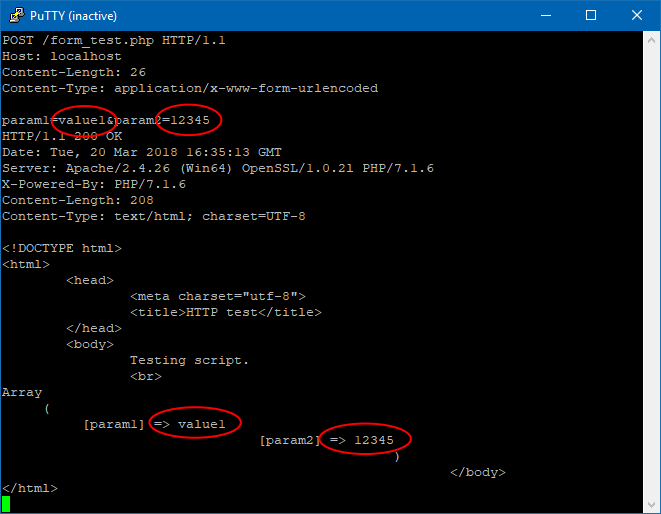 PuTTY (inactive)
POST /form_test.php HTTP/1.1
Host: localhost
Content-Length: 26
Content-Type: application/x-www-form-urlencoded
param1=value1&param2=12345
HTTP/1.1 200 OK
Date: Tue, 20 Mar 2018 16:35:13 GMT
Server: Apache/2.4.26 (Win64) OpenSSL/1.0.2l PHP/7.1.6
X-Powered-By: PHP/7.1.6
Content-Length: 208
Content-Type: text/html; charset=UTF-8
<!DOCTYPE html>
<html>
<head>
<meta charset="utf-8">
<title>HTTP test</title>
</head>
<body>
Testing script.
<br>
Array
(
[param1] => value1
[param2] => 12345
)
</body>
</html>